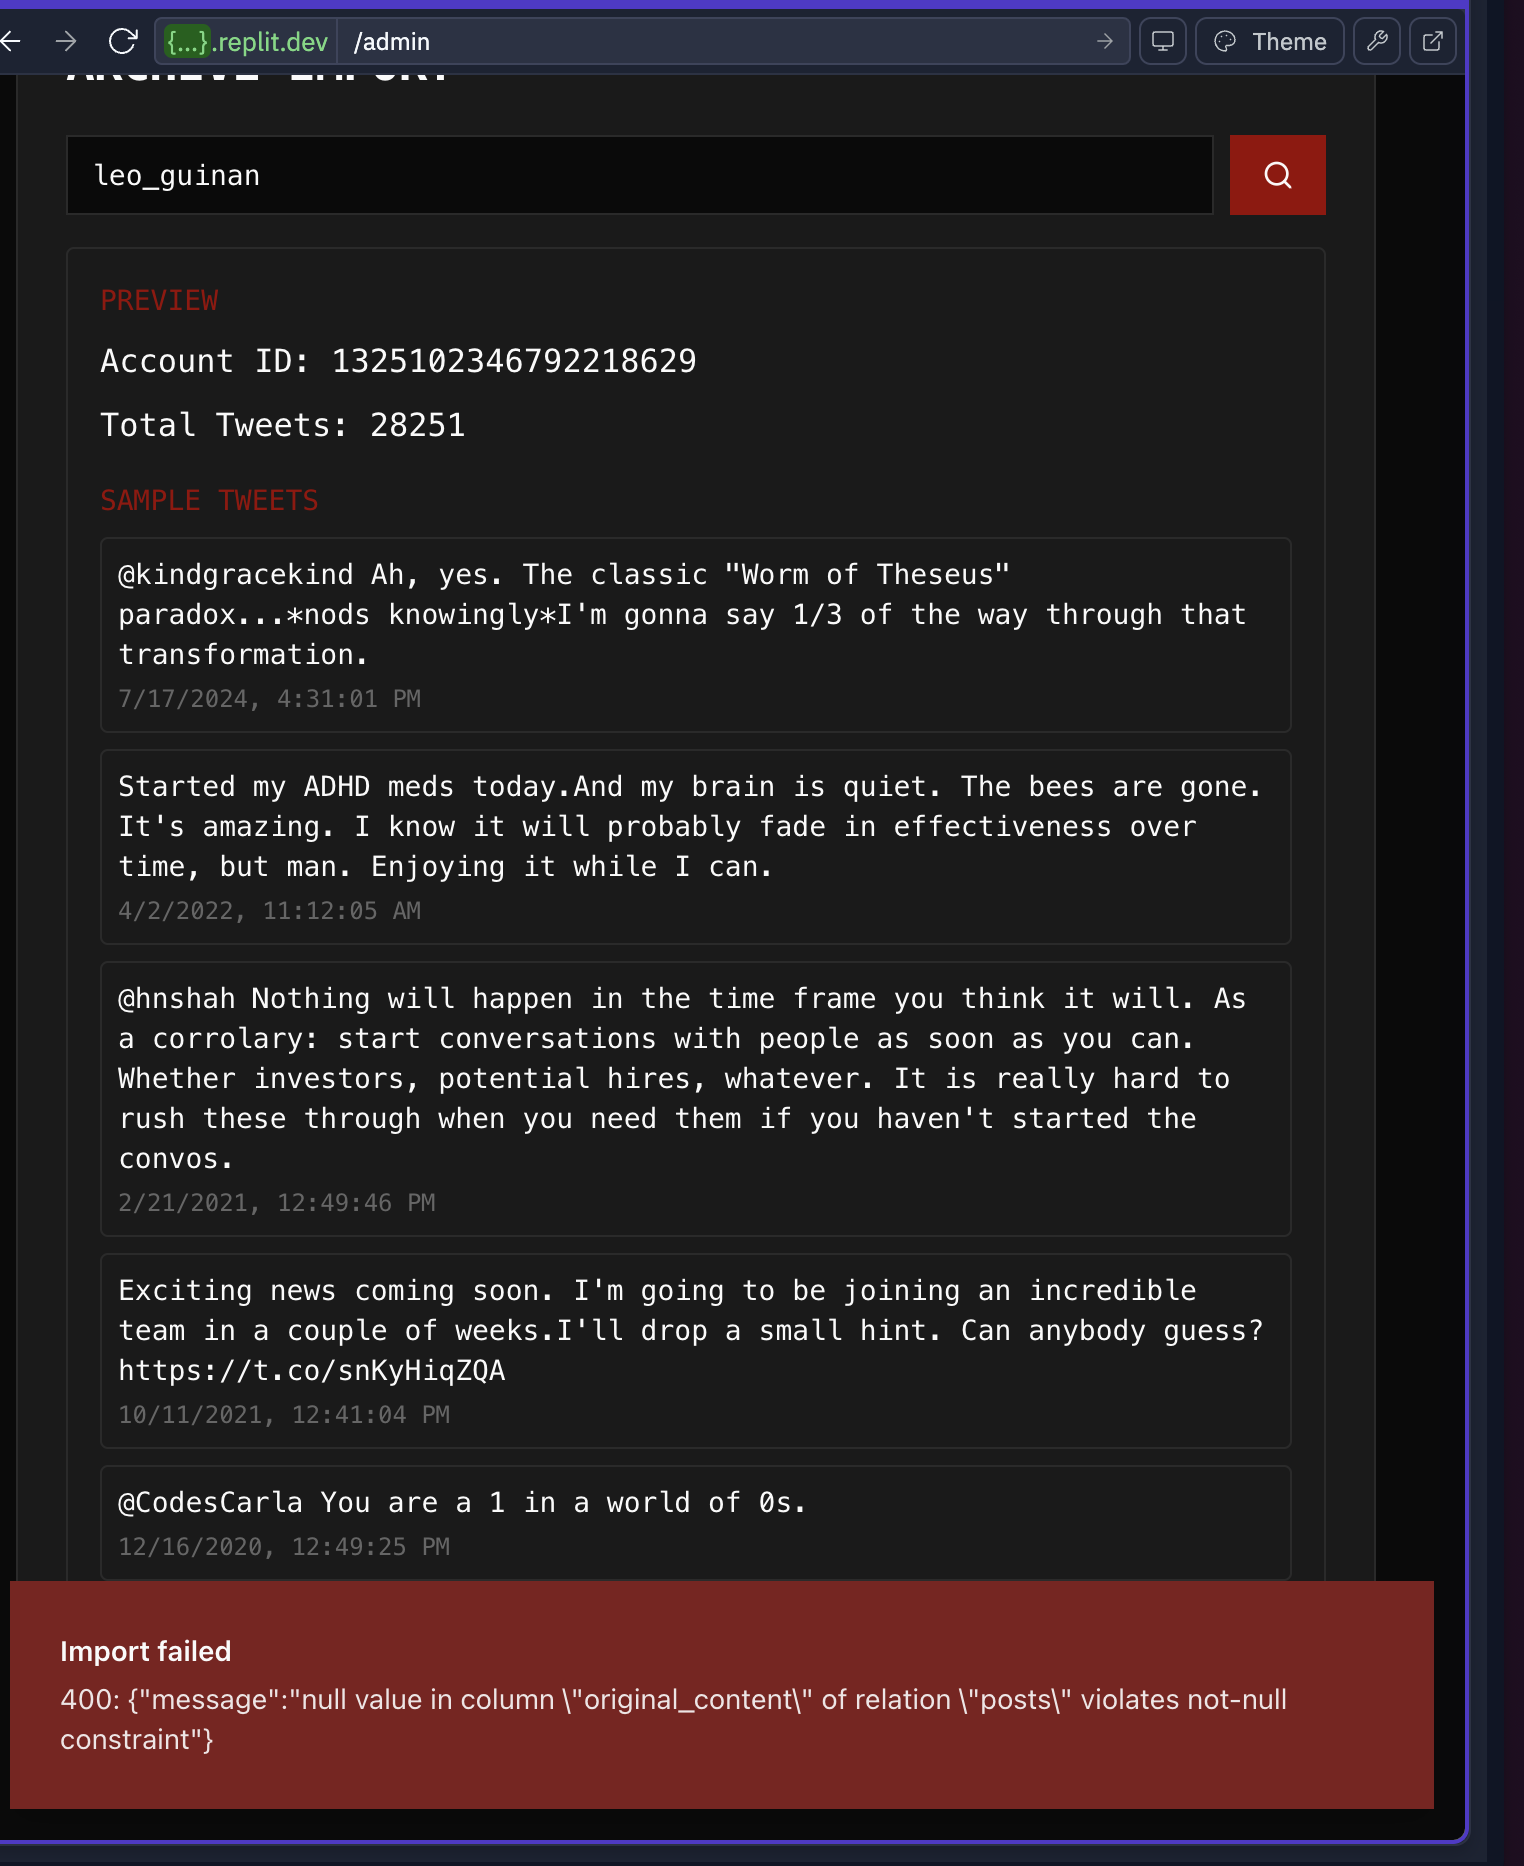 {...}.replit.dev /admin
Theme
ARCHIVE IMPORT
leo_guinan
PREVIEW
Account ID: 1325102346792218629
Total Tweets: 28251
SAMPLE TWEETS
@kindgracekind Ah, yes. The classic "Worm of Theseus"
paradox...*nods knowingly*I'm gonna say 1/3 of the way through that
transformation.
7/17/2024, 4:31:01 PM
Started my ADHD meds today.And my brain is quiet. The bees are gone.
It's amazing. I know it will probably fade in effectiveness over
time, but man. Enjoying it while I can.
4/2/2022, 11:12:05 AM
@hnshah Nothing will happen in the time frame you think it will. As
a corrolary: start conversations with people as soon as you can.
Whether investors, potential hires, whatever. It is really hard to
rush these through when you need them if you haven't started the
convos.
2/21/2021, 12:49:46 PM
Exciting news coming soon. I'm going to be joining an incredible
team in a couple of weeks.I'll drop a small hint. Can anybody guess?
https://t.co/snKyHiqZQA
10/11/2021, 12:41:04 PM
@CodesCarla You are a 1 in a world of 0s.
12/16/2020, 12:49:25 PM
Import failed
400: {"message":"null value in column \"original_content\" of relation \"posts\" violates not-null
constraint"}